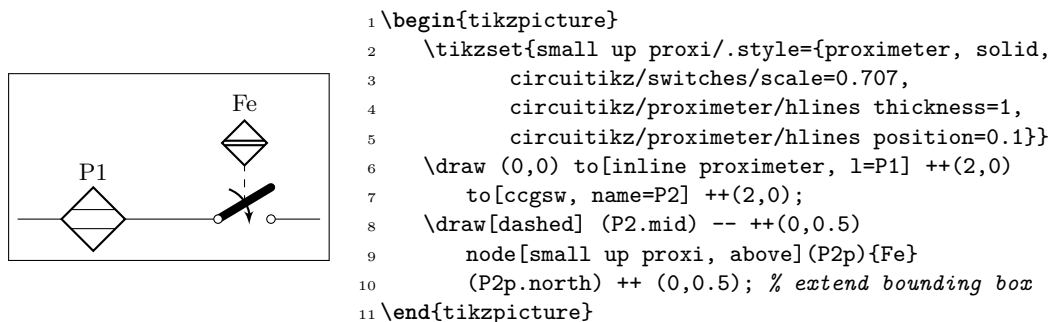 Fe
P1
1 \begin{tikzpicture}
2 \tikzset{small up proxi/.style={proximeter, solid,
3 circuitikz/switches/scale=0.707,
4 circuitikz/proximeter/hlines thickness=1,
5 circuitikz/proximeter/hlines position=0.1}}
6 \draw (0,0) to[inline proximeter, l=P1] ++(2,0)
7 to[ccgsw, name=P2] ++(2,0);
8 \draw[dashed] (P2.mid) -- ++(0,0.5)
9 node[small up proxi, above](P2p){Fe}
10 (P2p.north) ++ (0,0.5); % extend bounding box
11 \end{tikzpicture}